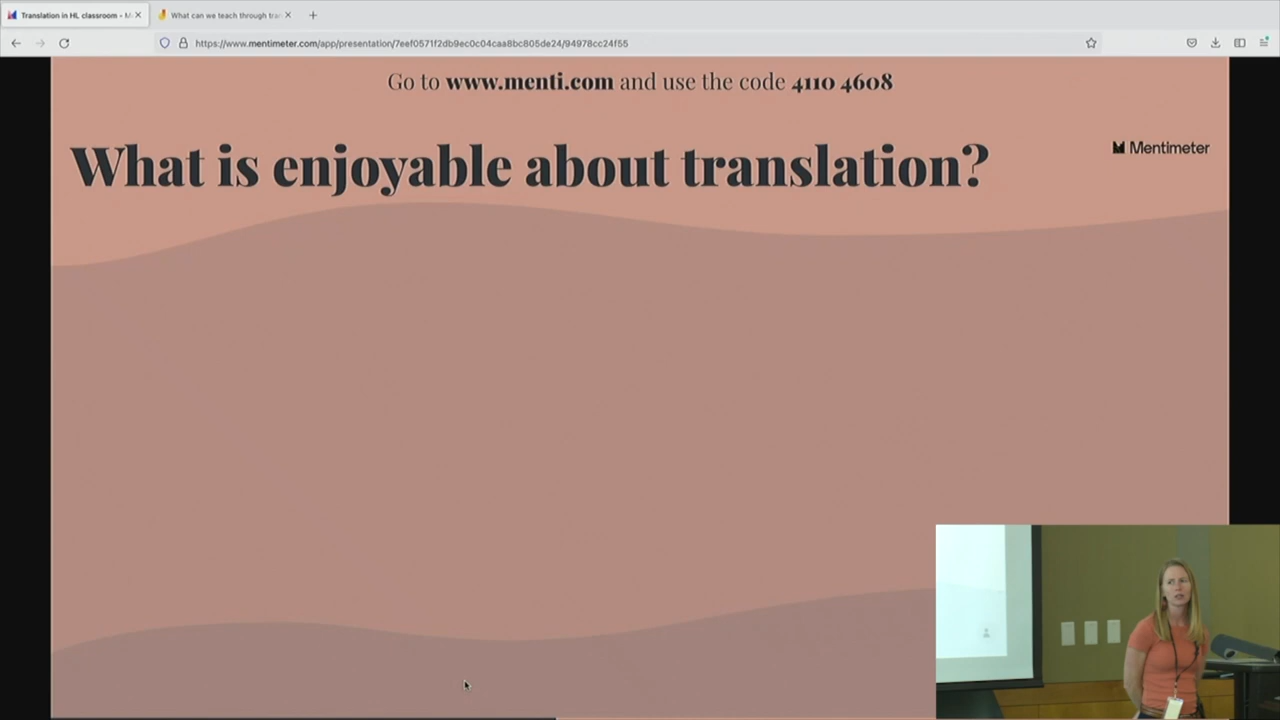 Translation in HL classroom - M
What can we teach through tra
https://www.mentimeter.com/app/presentation/7eef0571f2db9ec0c04caa8bc805de24/94978cc24f55
Go to www.menti.com and use the code 4110 4608
What is enjoyable about translation?
Mentimeter